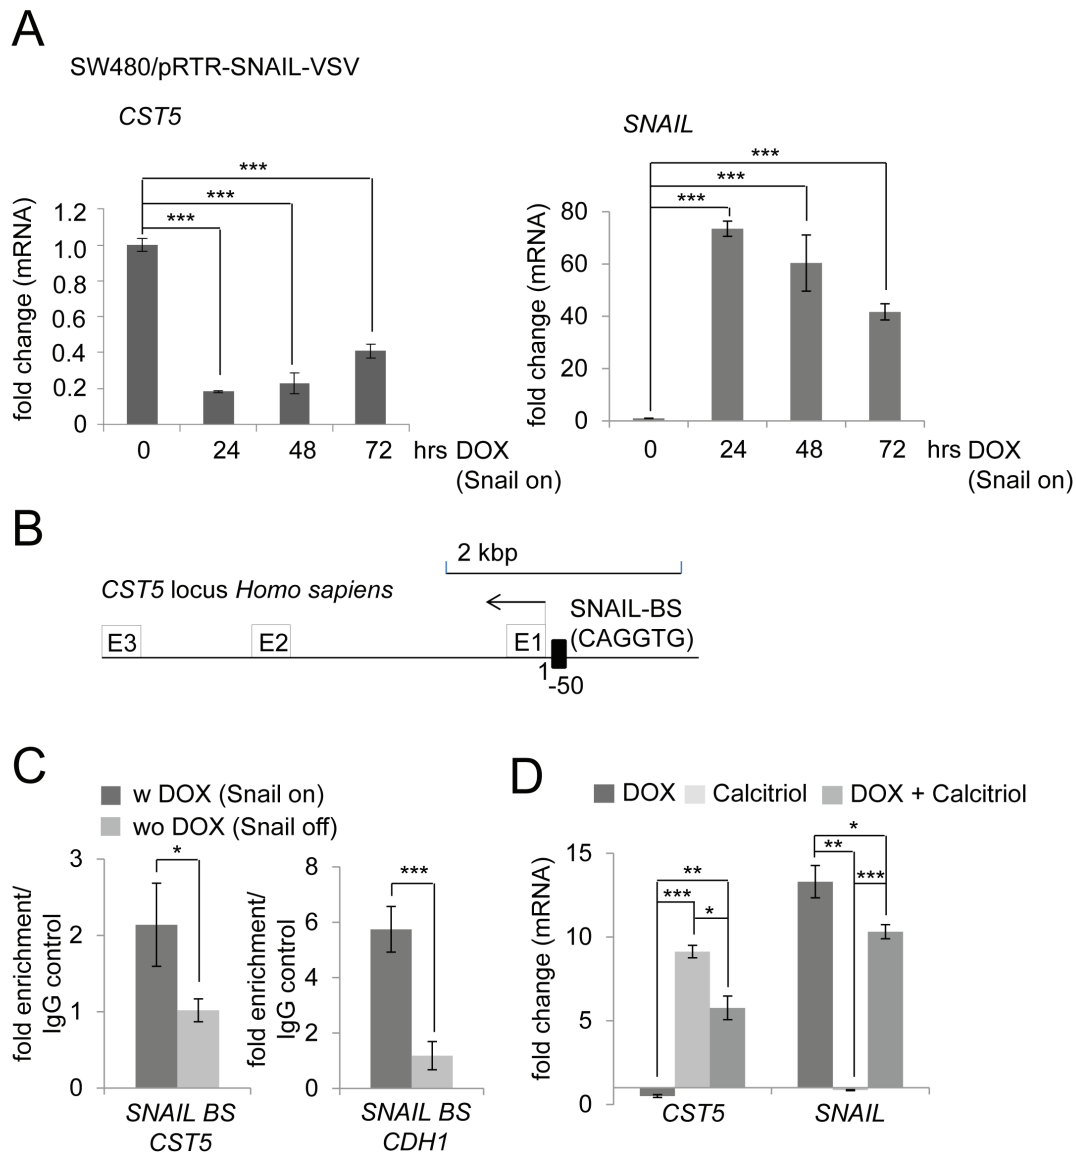 A
SW480/pRTR-SNAIL-VSV
CST5
***
***
***
fold change (mRNA)
1.2
1.0
0.8
0.6
0.4
0.2
0
0 24 48 72 hrs DOX
(Snail on)
SNAIL
***
***
***
fold change (mRNA)
80
60
40
20
0
0 24 48 72 hrs DOX
(Snail on)
B
2 kbp
CST5 locus Homo sapiens
SNAIL-BS
(CAGGTG)
E3 E2 E1
1
-50
C
w DOX (Snail on)
wo DOX (Snail off)
fold enrichment/
IgG control
3
2
1
0
*
SNAIL BS
CST5
fold enrichment/
IgG control
8
6
4
2
0
***
SNAIL BS
CDH1
D
DOX Calcitriol DOX + Calcitriol
fold change (mRNA)
15
10
5
0
**
***
*
*
**
***
CST5 SNAIL